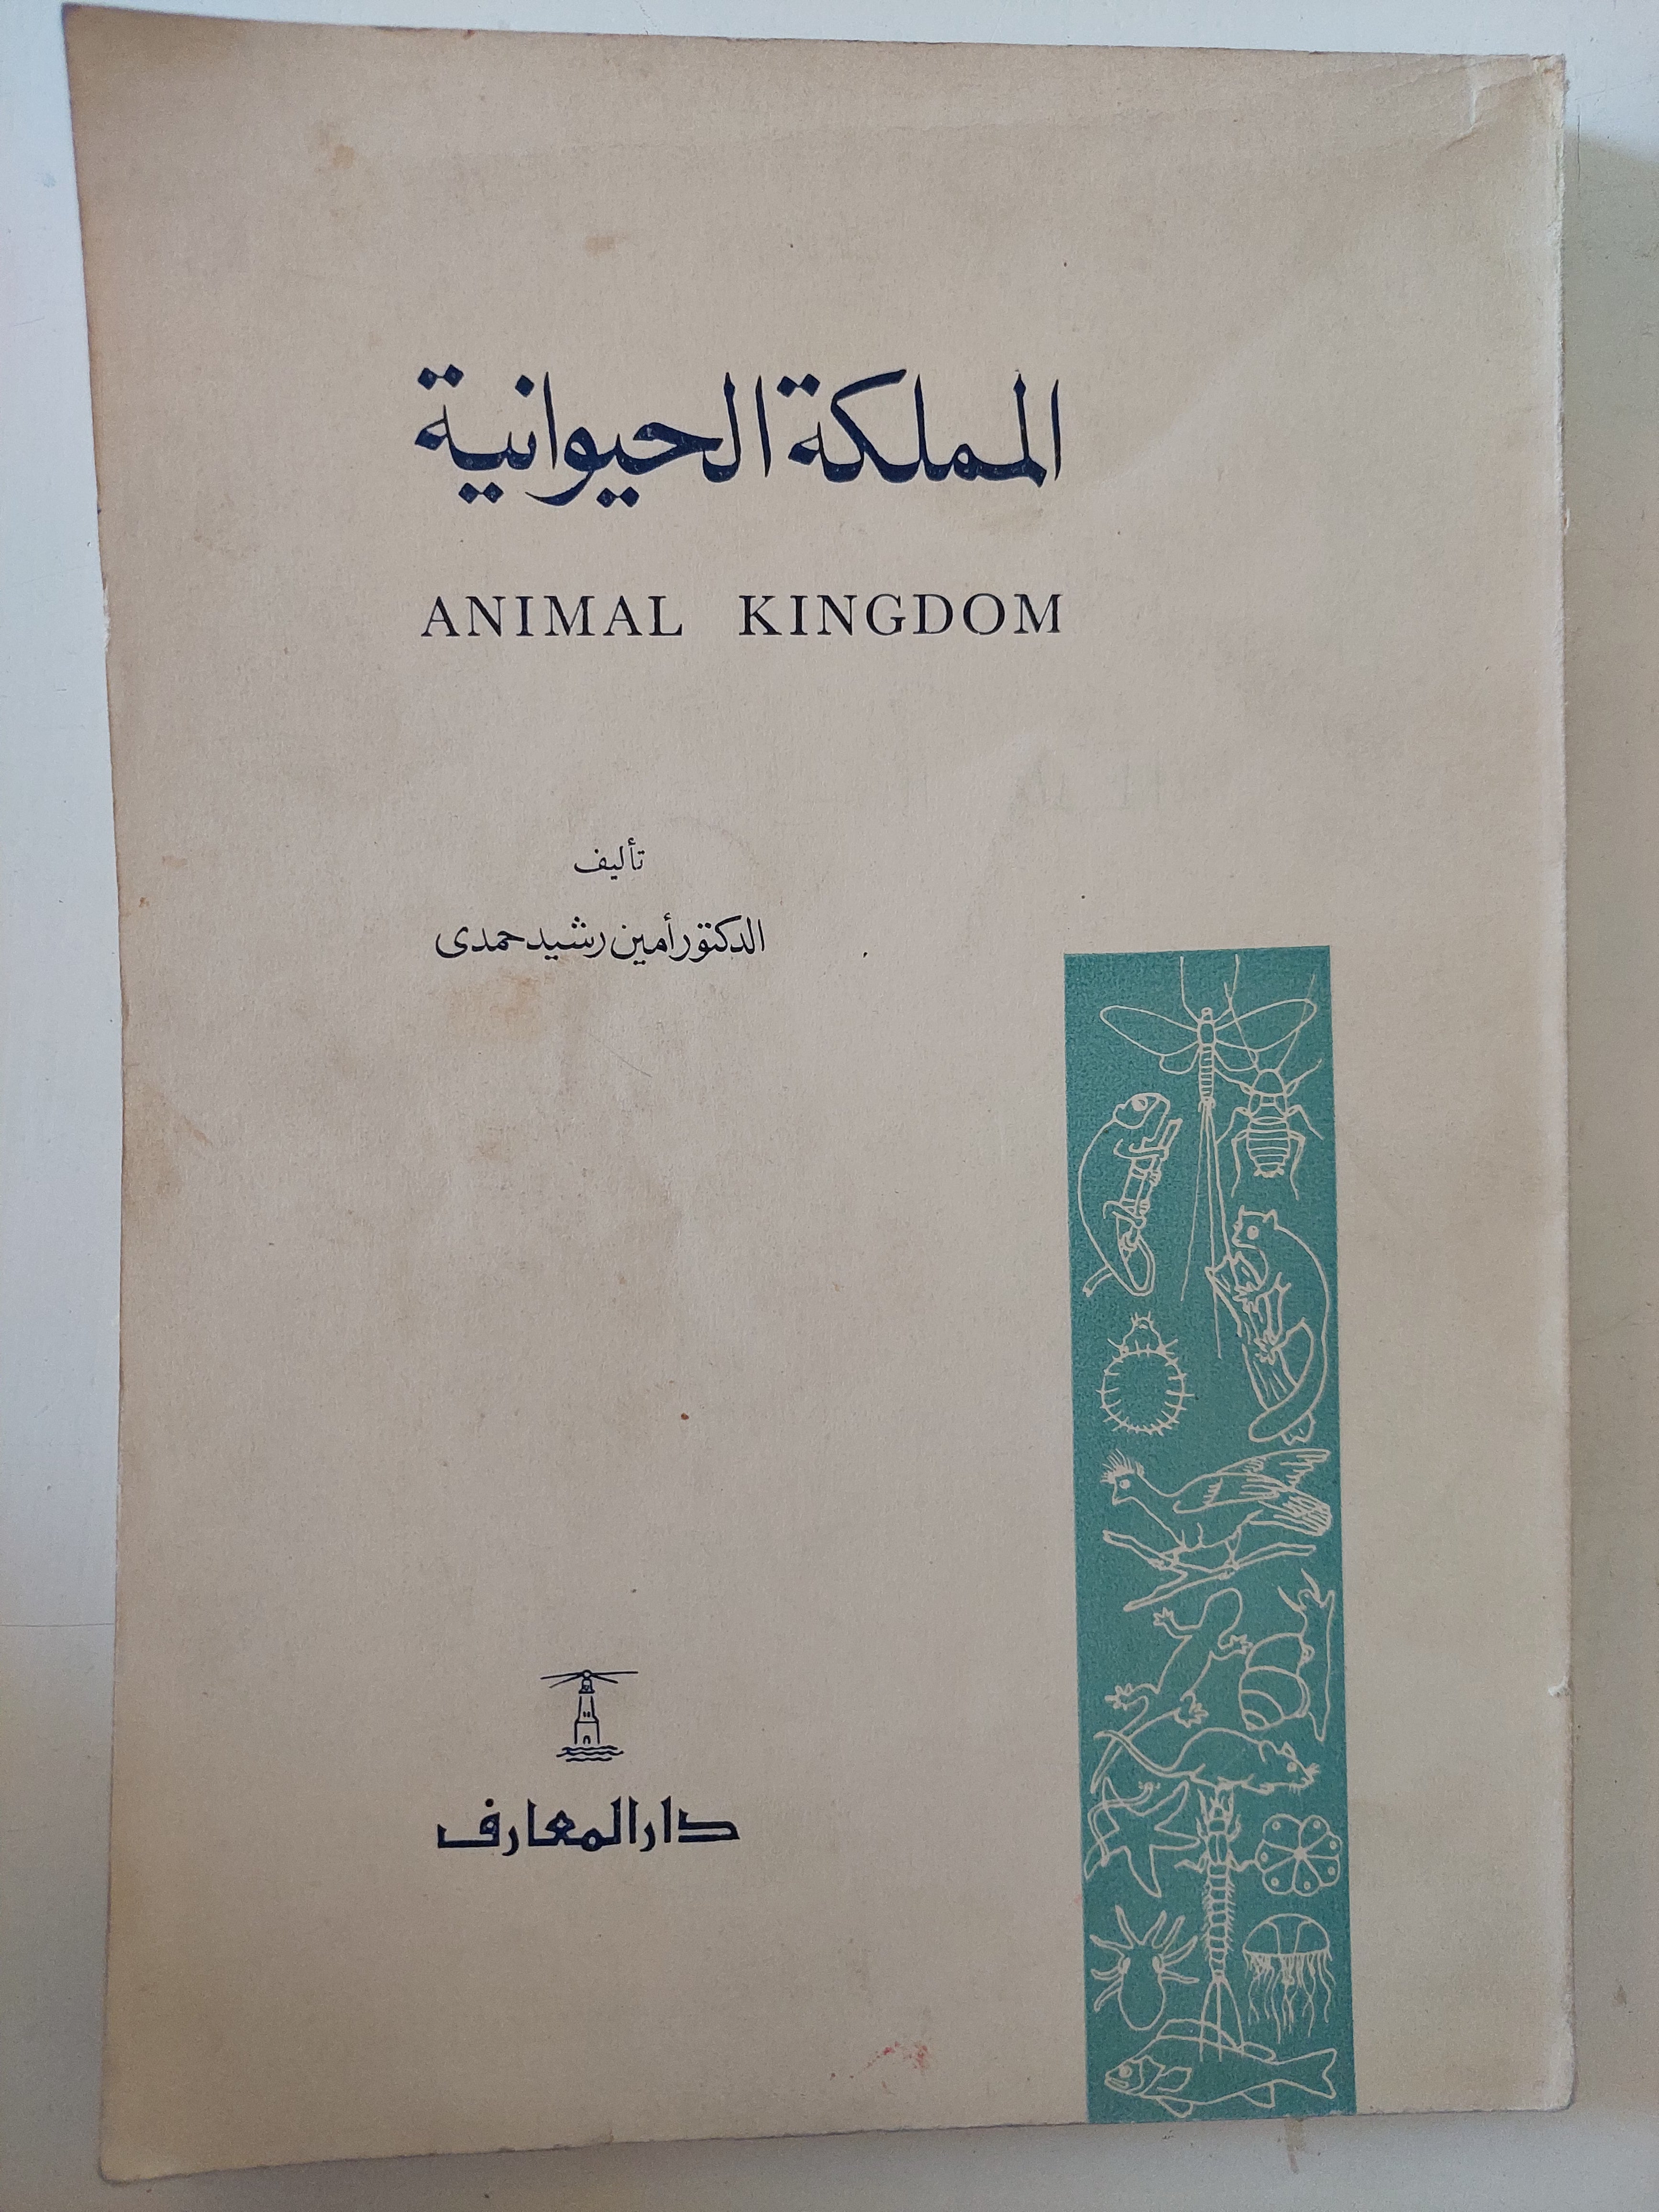 المملكة الحيوانية
ANIMAL KINGDOM
تأليف
الدكتور أمين رشيد حمدى
دار المعارف